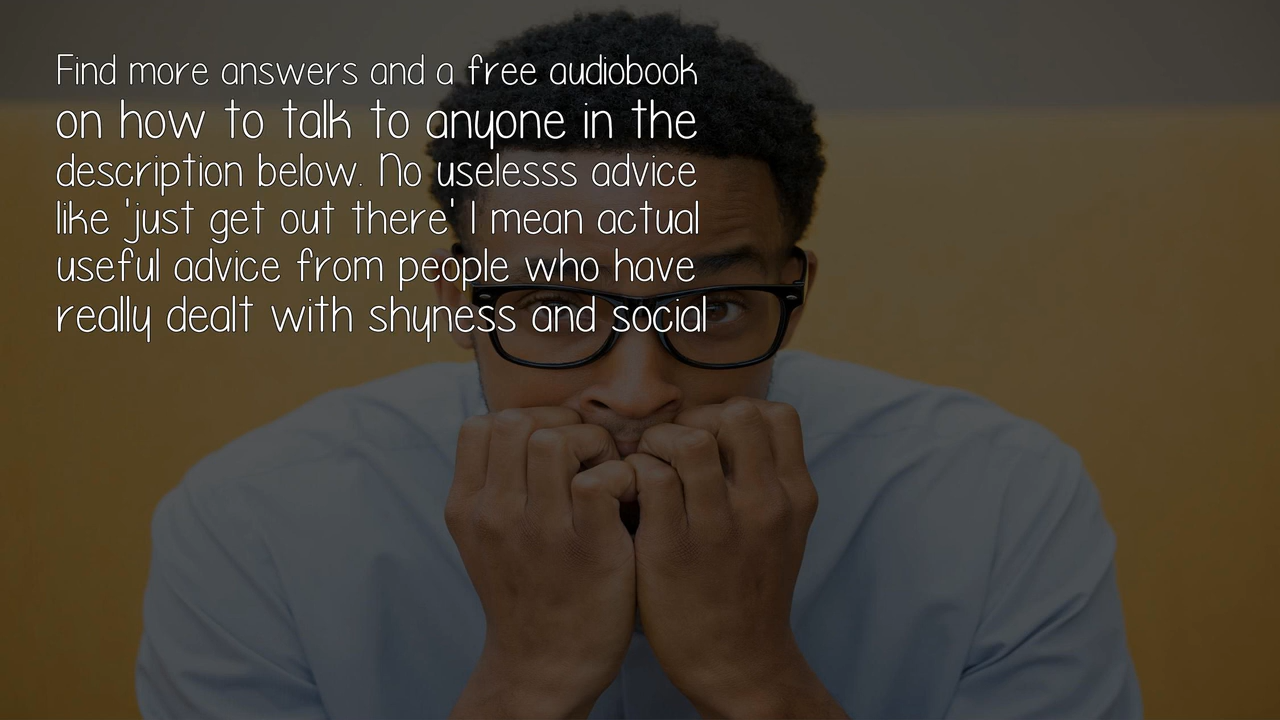 Find more answers and a free audiobook
on how to talk to anyone in the
description below. No uselesss advice
like 'just get out there' I mean actual
useful advice from people who have
really dealt with shyness and social